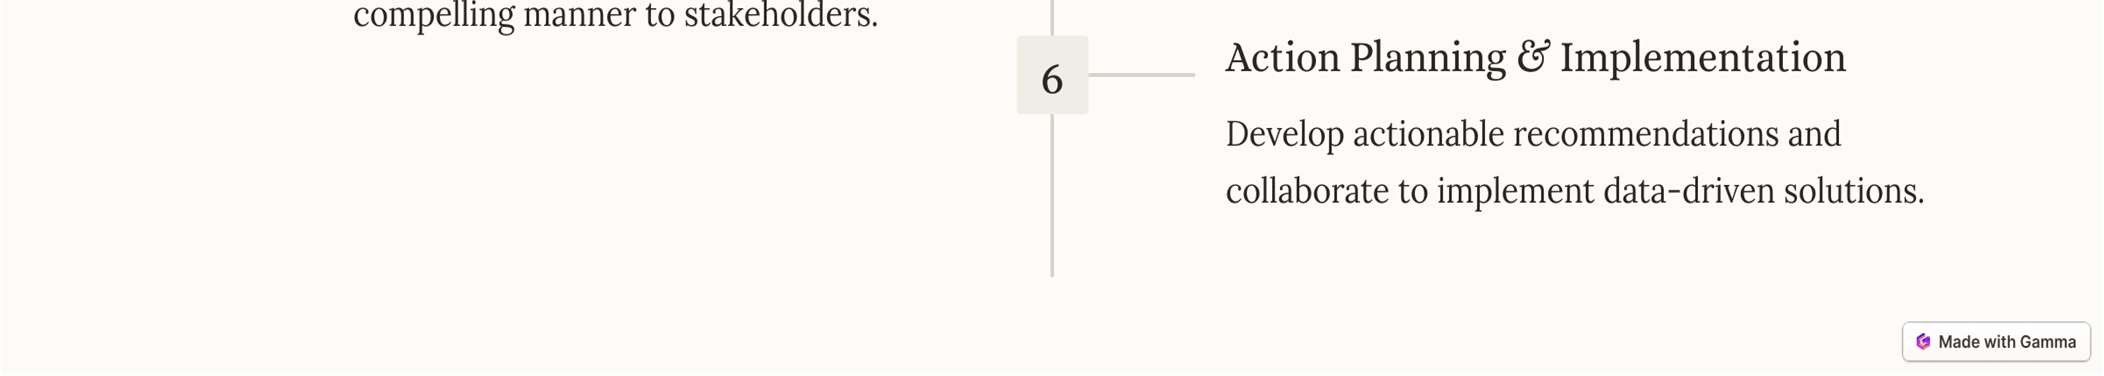 compelling manner to stakeholders.
6
Action Planning & Implementation
Develop actionable recommendations and
collaborate to implement data-driven solutions.
Made with Gamma